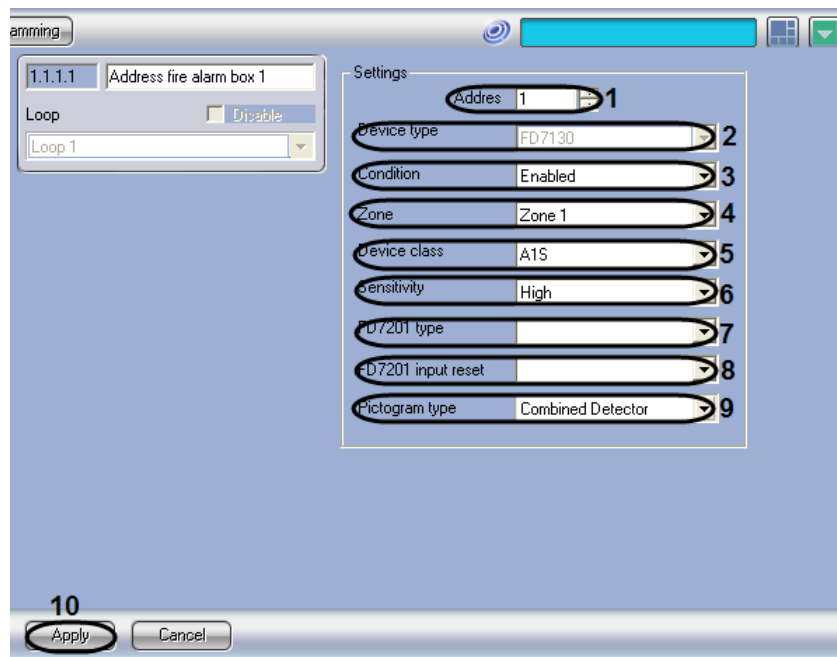 amming
1.1.1.1 Address fire alarm box 1
Loop Disable
Loop 1
Settings
Addres 1 1
Device type FD7130 2
Condition Enabled 3
Zone Zone 1 4
Device class A1S 5
Sensitivity High 6
FD7201 type 7
FD7201 input reset 8
Pictogram type Combined Detector 9
10
Apply Cancel